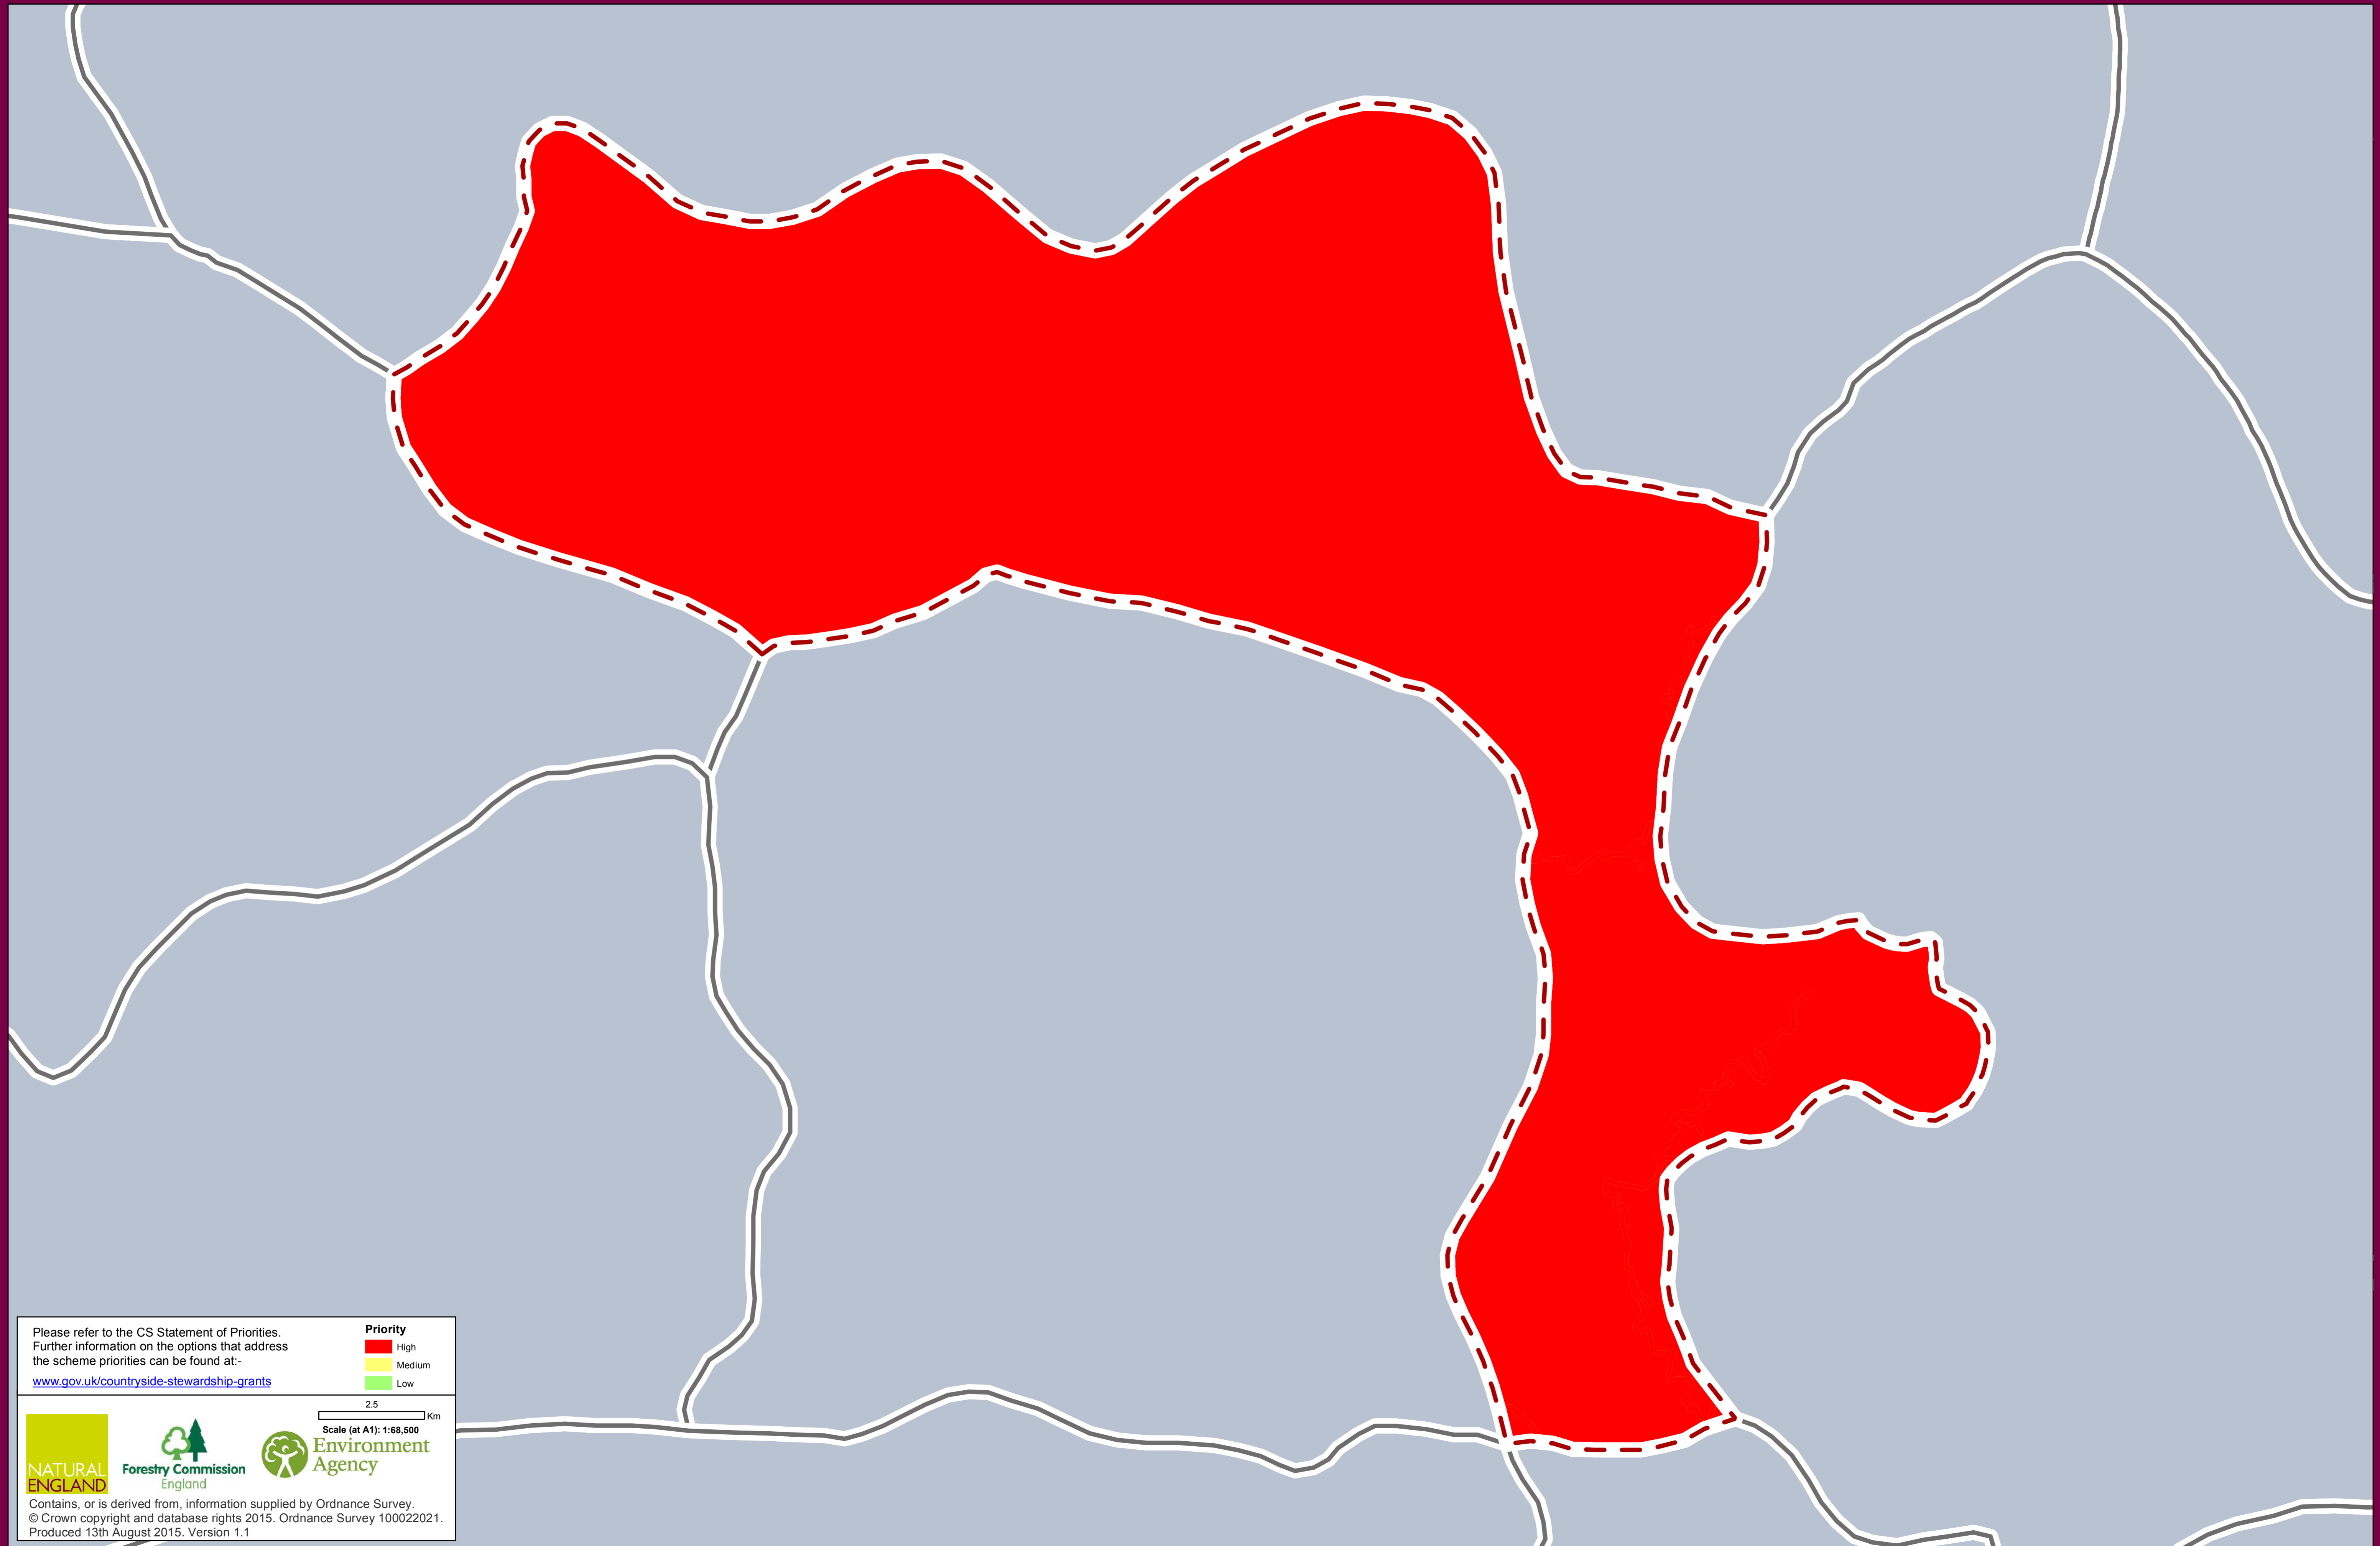 Please refer to the CS Statement of Priorities.
Further information on the options that address
the scheme priorities can be found at:-
www.gov.uk/countryside-stewardship-grants
Priority
High
Medium
Low
2.5
Km
Scale (at A1): 1:68,500
NATURAL
ENGLAND
Forestry Commission
England
Environment
Agency
Contains, or is derived from, information supplied by Ordnance Survey.
© Crown copyright and database rights 2015. Ordnance Survey 100022021.
Produced 13th August 2015. Version 1.1